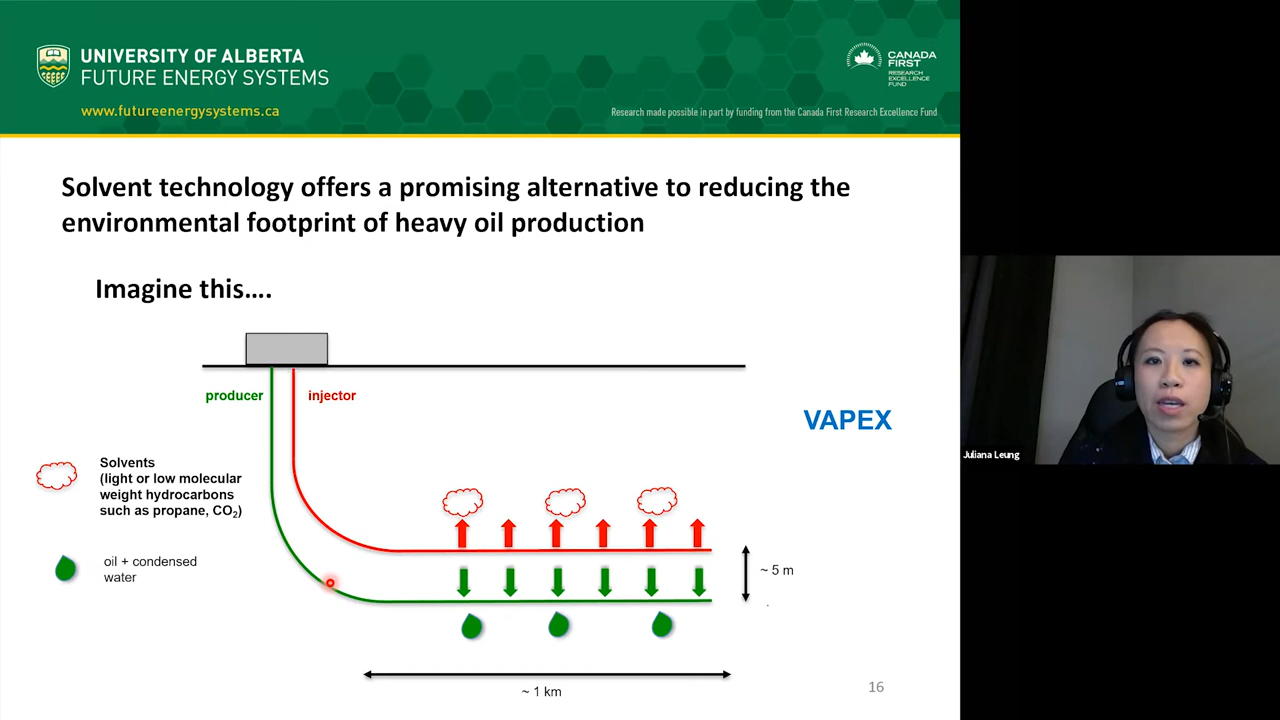 UNIVERSITY OF ALBERTA
FUTURE ENERGY SYSTEMS
www.futureenergysystems.ca
CANADA
FIRST
RESEARCH
EXCELLENCE
FUND
Research made possible in part by funding from the Canada First Research Excellence Fund
Solvent technology offers a promising alternative to reducing the
environmental footprint of heavy oil production
Imagine this....
producer
injector
VAPEX
Solvents
(light or low molecular
weight hydrocarbons
such as propane, CO2)
oil + condensed
water
~ 5 m
~ 1 km
16
Juliana Leung